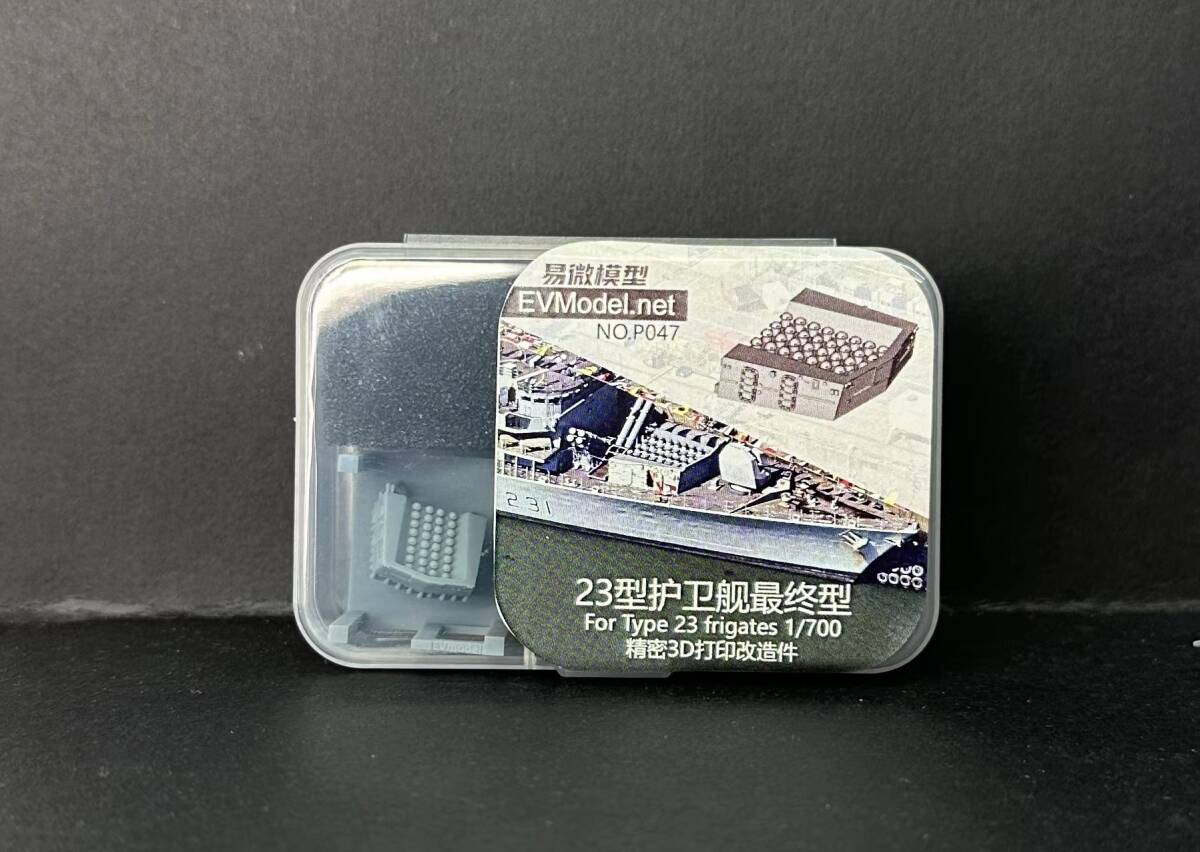 易微模型
EVModel.net
NO.P047
231
23型护卫舰最终型
For Type 23 frigates 1/700
精密3D打印改造件
EVmodel